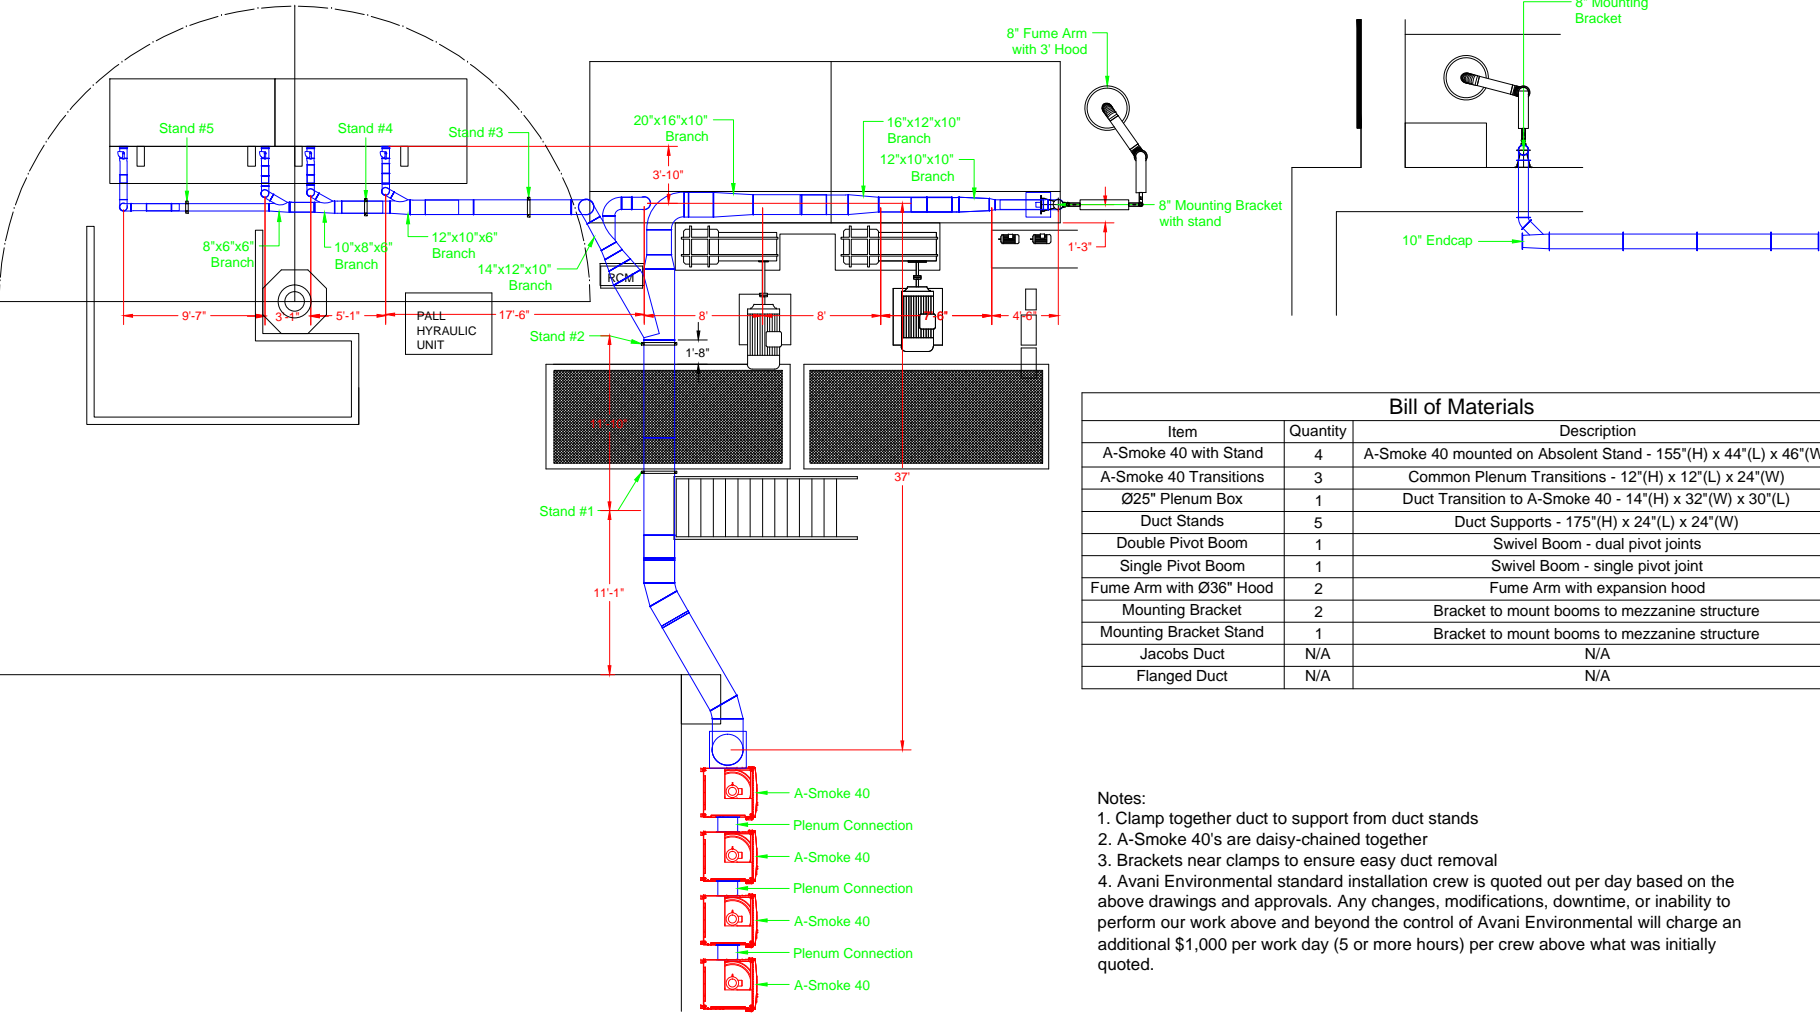 8" Mounting
Bracket
8" Fume Arm
with 3' Hood
Stand #5
Stand #4
Stand #3
20"x16"x10"
Branch
16"x12"x10"
Branch
12"x10"x10"
Branch
3'-10"
8" Mounting Bracket
with stand
1'-3"
10" Endcap
8"x6"x6"
Branch
10"x8"x6"
Branch
12"x10"x6"
Branch
14"x12"x10"
Branch
RCM
9'-7"
3'-1"
5'-1"
17'-6"
8'
8'
7'-6"
4'-6"
PALL
HYRAULIC
UNIT
Stand #2
1'-8"
37'
Stand #1
11'-1"
Bill of Materials
Item Quantity Description
A-Smoke 40 with Stand 4 A-Smoke 40 mounted on Absolent Stand - 155"(H) x 44"(L) x 46"(W
A-Smoke 40 Transitions 3 Common Plenum Transitions - 12"(H) x 12"(L) x 24"(W)
Ø25" Plenum Box 1 Duct Transition to A-Smoke 40 - 14"(H) x 32"(W) x 30"(L)
Duct Stands 5 Duct Supports - 175"(H) x 24"(L) x 24"(W)
Double Pivot Boom 1 Swivel Boom - dual pivot joints
Single Pivot Boom 1 Swivel Boom - single pivot joint
Fume Arm with Ø36" Hood 2 Fume Arm with expansion hood
Mounting Bracket 2 Bracket to mount booms to mezzanine structure
Mounting Bracket Stand 1 Bracket to mount booms to mezzanine structure
Jacobs Duct N/A N/A
Flanged Duct N/A N/A
A-Smoke 40
Plenum Connection
A-Smoke 40
Plenum Connection
A-Smoke 40
Plenum Connection
A-Smoke 40
Notes:
1. Clamp together duct to support from duct stands
2. A-Smoke 40's are daisy-chained together
3. Brackets near clamps to ensure easy duct removal
4. Avani Environmental standard installation crew is quoted out per day based on the
above drawings and approvals. Any changes, modifications, downtime, or inability to
perform our work above and beyond the control of Avani Environmental will charge an
additional $1,000 per work day (5 or more hours) per crew above what was initially
quoted.